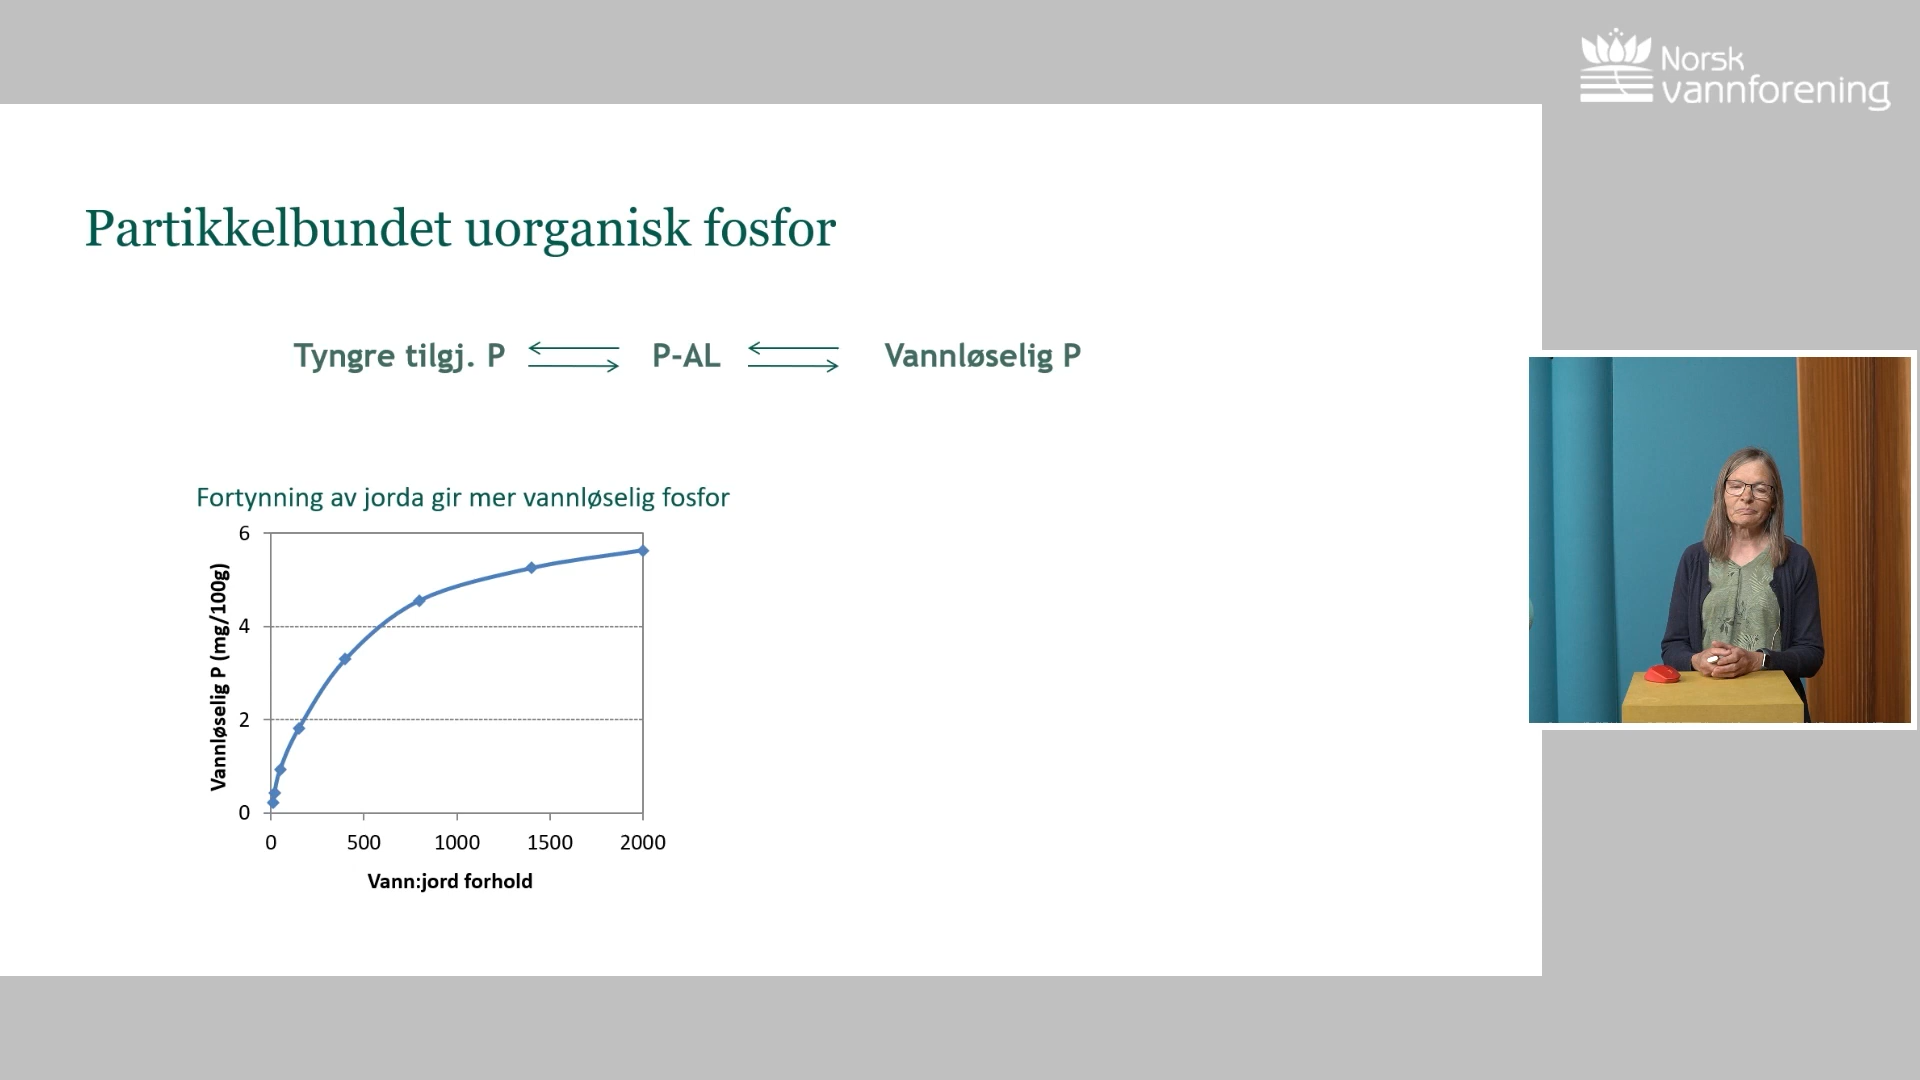 Norsk
vannforening
Partikkelbundet uorganisk fosfor
Tyngre tilgj. P P-AL Vannløselig P
Fortynning av jorda gir mer vannløselig fosfor
Vannløselig P (mg/100g)
6
4
2
0
0 500 1000 1500 2000
Vann:jord forhold